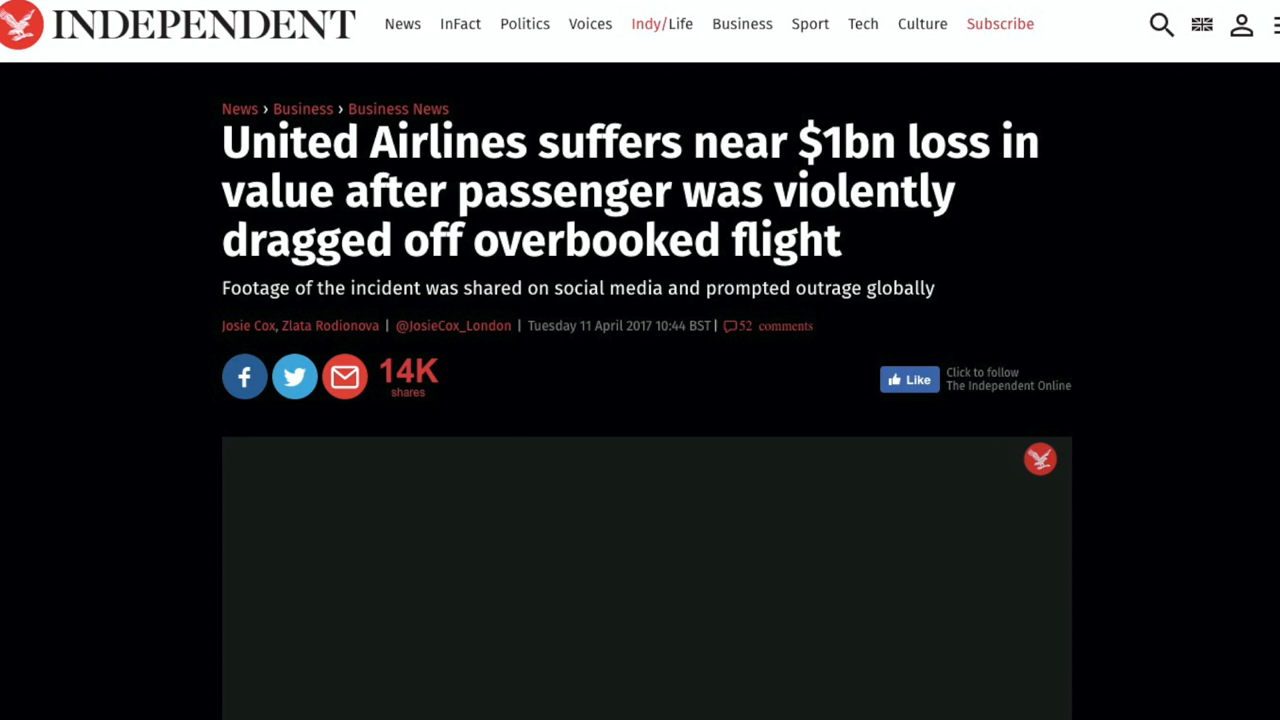 INDEPENDENT News InFact Politics Voices Indy/Life Business Sport Tech Culture Subscribe
News › Business › Business News
United Airlines suffers near $1bn loss in
value after passenger was violently
dragged off overbooked flight
Footage of the incident was shared on social media and prompted outrage globally
Josie Cox, Zlata Rodionova | @JosieCox_London | Tuesday 11 April 2017 10:44 BST | 52 comments
14K
shares
Like
Click to follow
The Independent Online